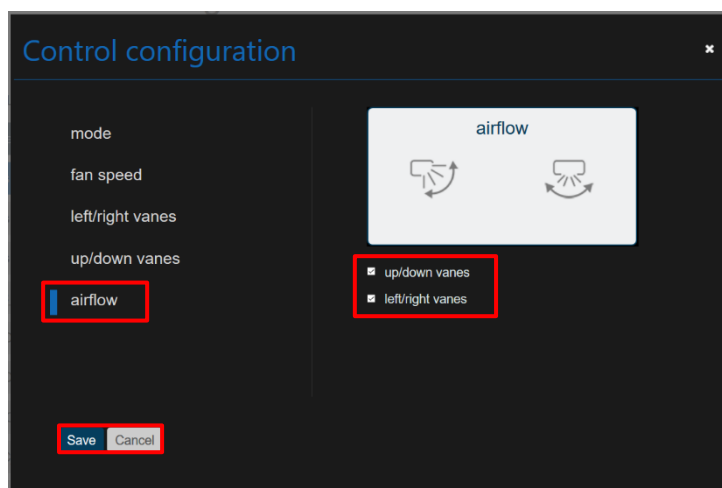 Control configuration
mode
fan speed
left/right vanes
up/down vanes
airflow
airflow
up/down vanes
left/right vanes
Save Cancel